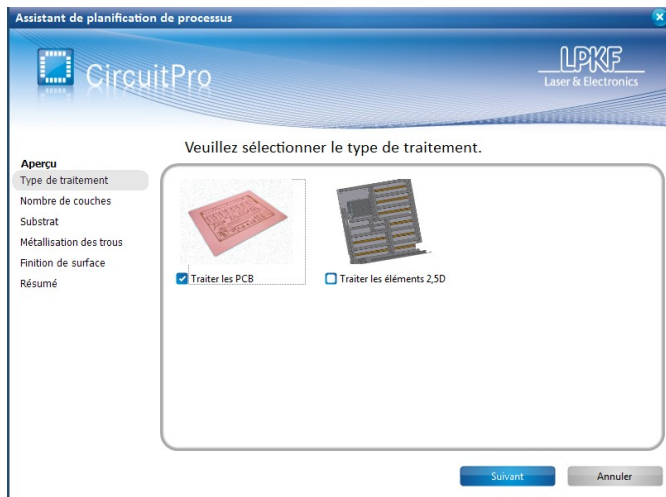 Assistant de planification de processus
CircuitPro
LPKF
Laser & Electronics
Veuillez sélectionner le type de traitement.
Aperçu
Type de traitement
Nombre de couches
Substrat
Métallisation des trous
Finition de surface
Résumé
Traiter les PCB
Traiter les éléments 2,5D
Suivant
Annuler